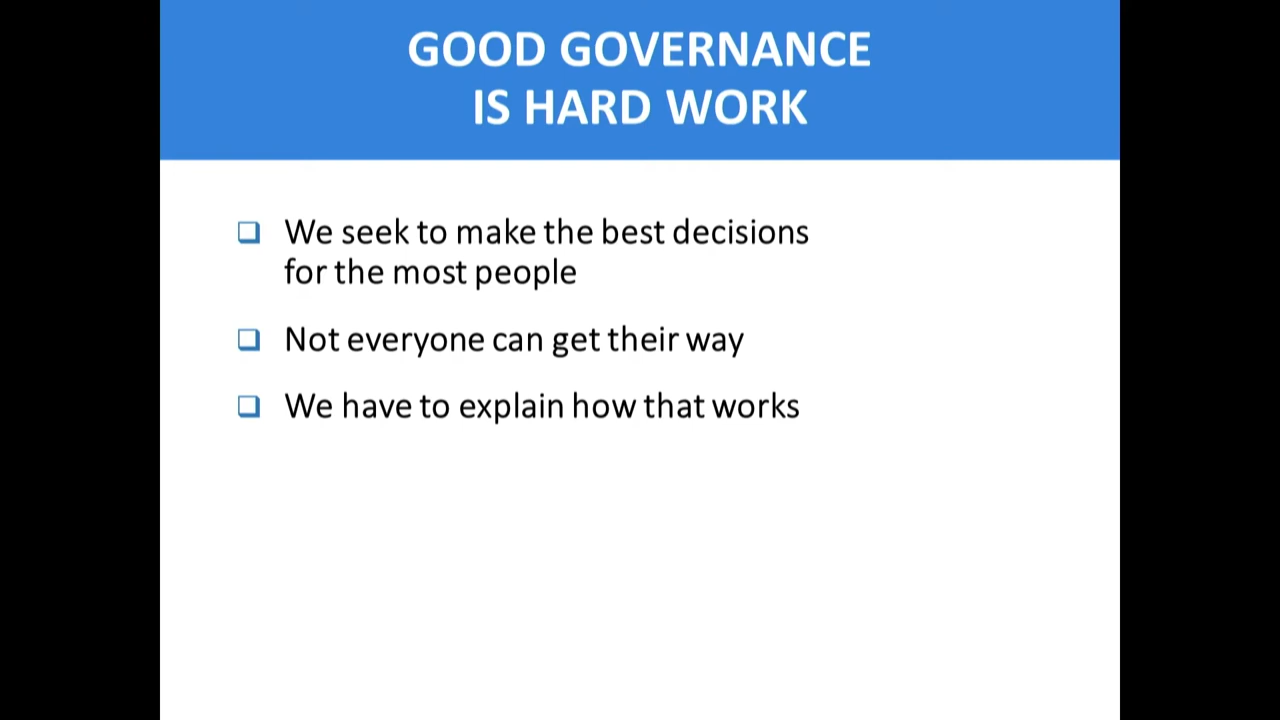 GOOD GOVERNANCE
IS HARD WORK
We seek to make the best decisions
for the most people
Not everyone can get their way
We have to explain how that works